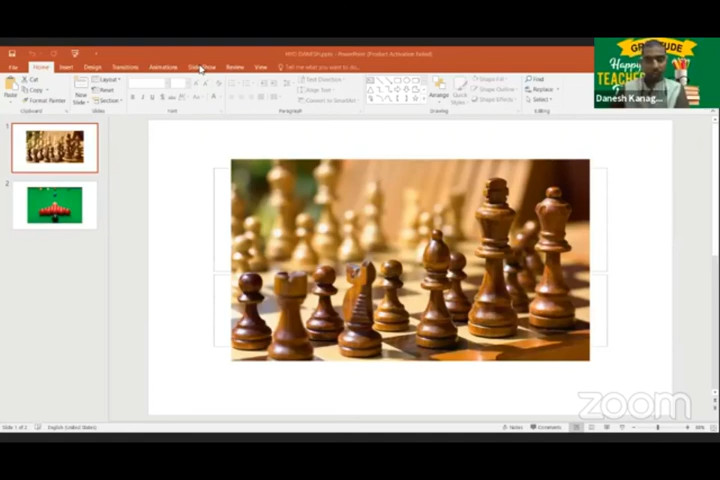 HYO DANESH.pptx - PowerPoint (Product Activation Failed)
File Home Insert Design Transitions Animations Slide Show Review View Tell me what you want to do...
Paste
Cut
Copy
Format Painter
Clipboard
New
Slide
Layout
Reset
Section
Slides
Font
Text Direction
Align Text
Convert to SmartArt
Paragraph
Arrange
Quick
Styles
Shape Fill
Shape Outline
Shape Effects
Drawing
Find
Replace
Select
Editing
GRATITUDE
Happy
TEACHER
Danesh Kanag...
1
2
zoom
Slide 1 of 2 English (United States) Notes Comments